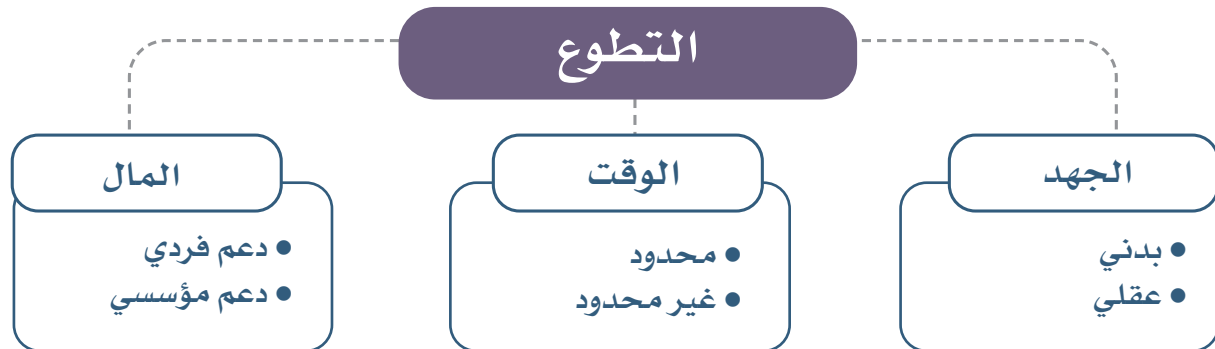 التطوع
الجهد
• بدني
• عقلي
الوقت
• محدود
• غير محدود
المال
• دعم فردي
• دعم مؤسسي